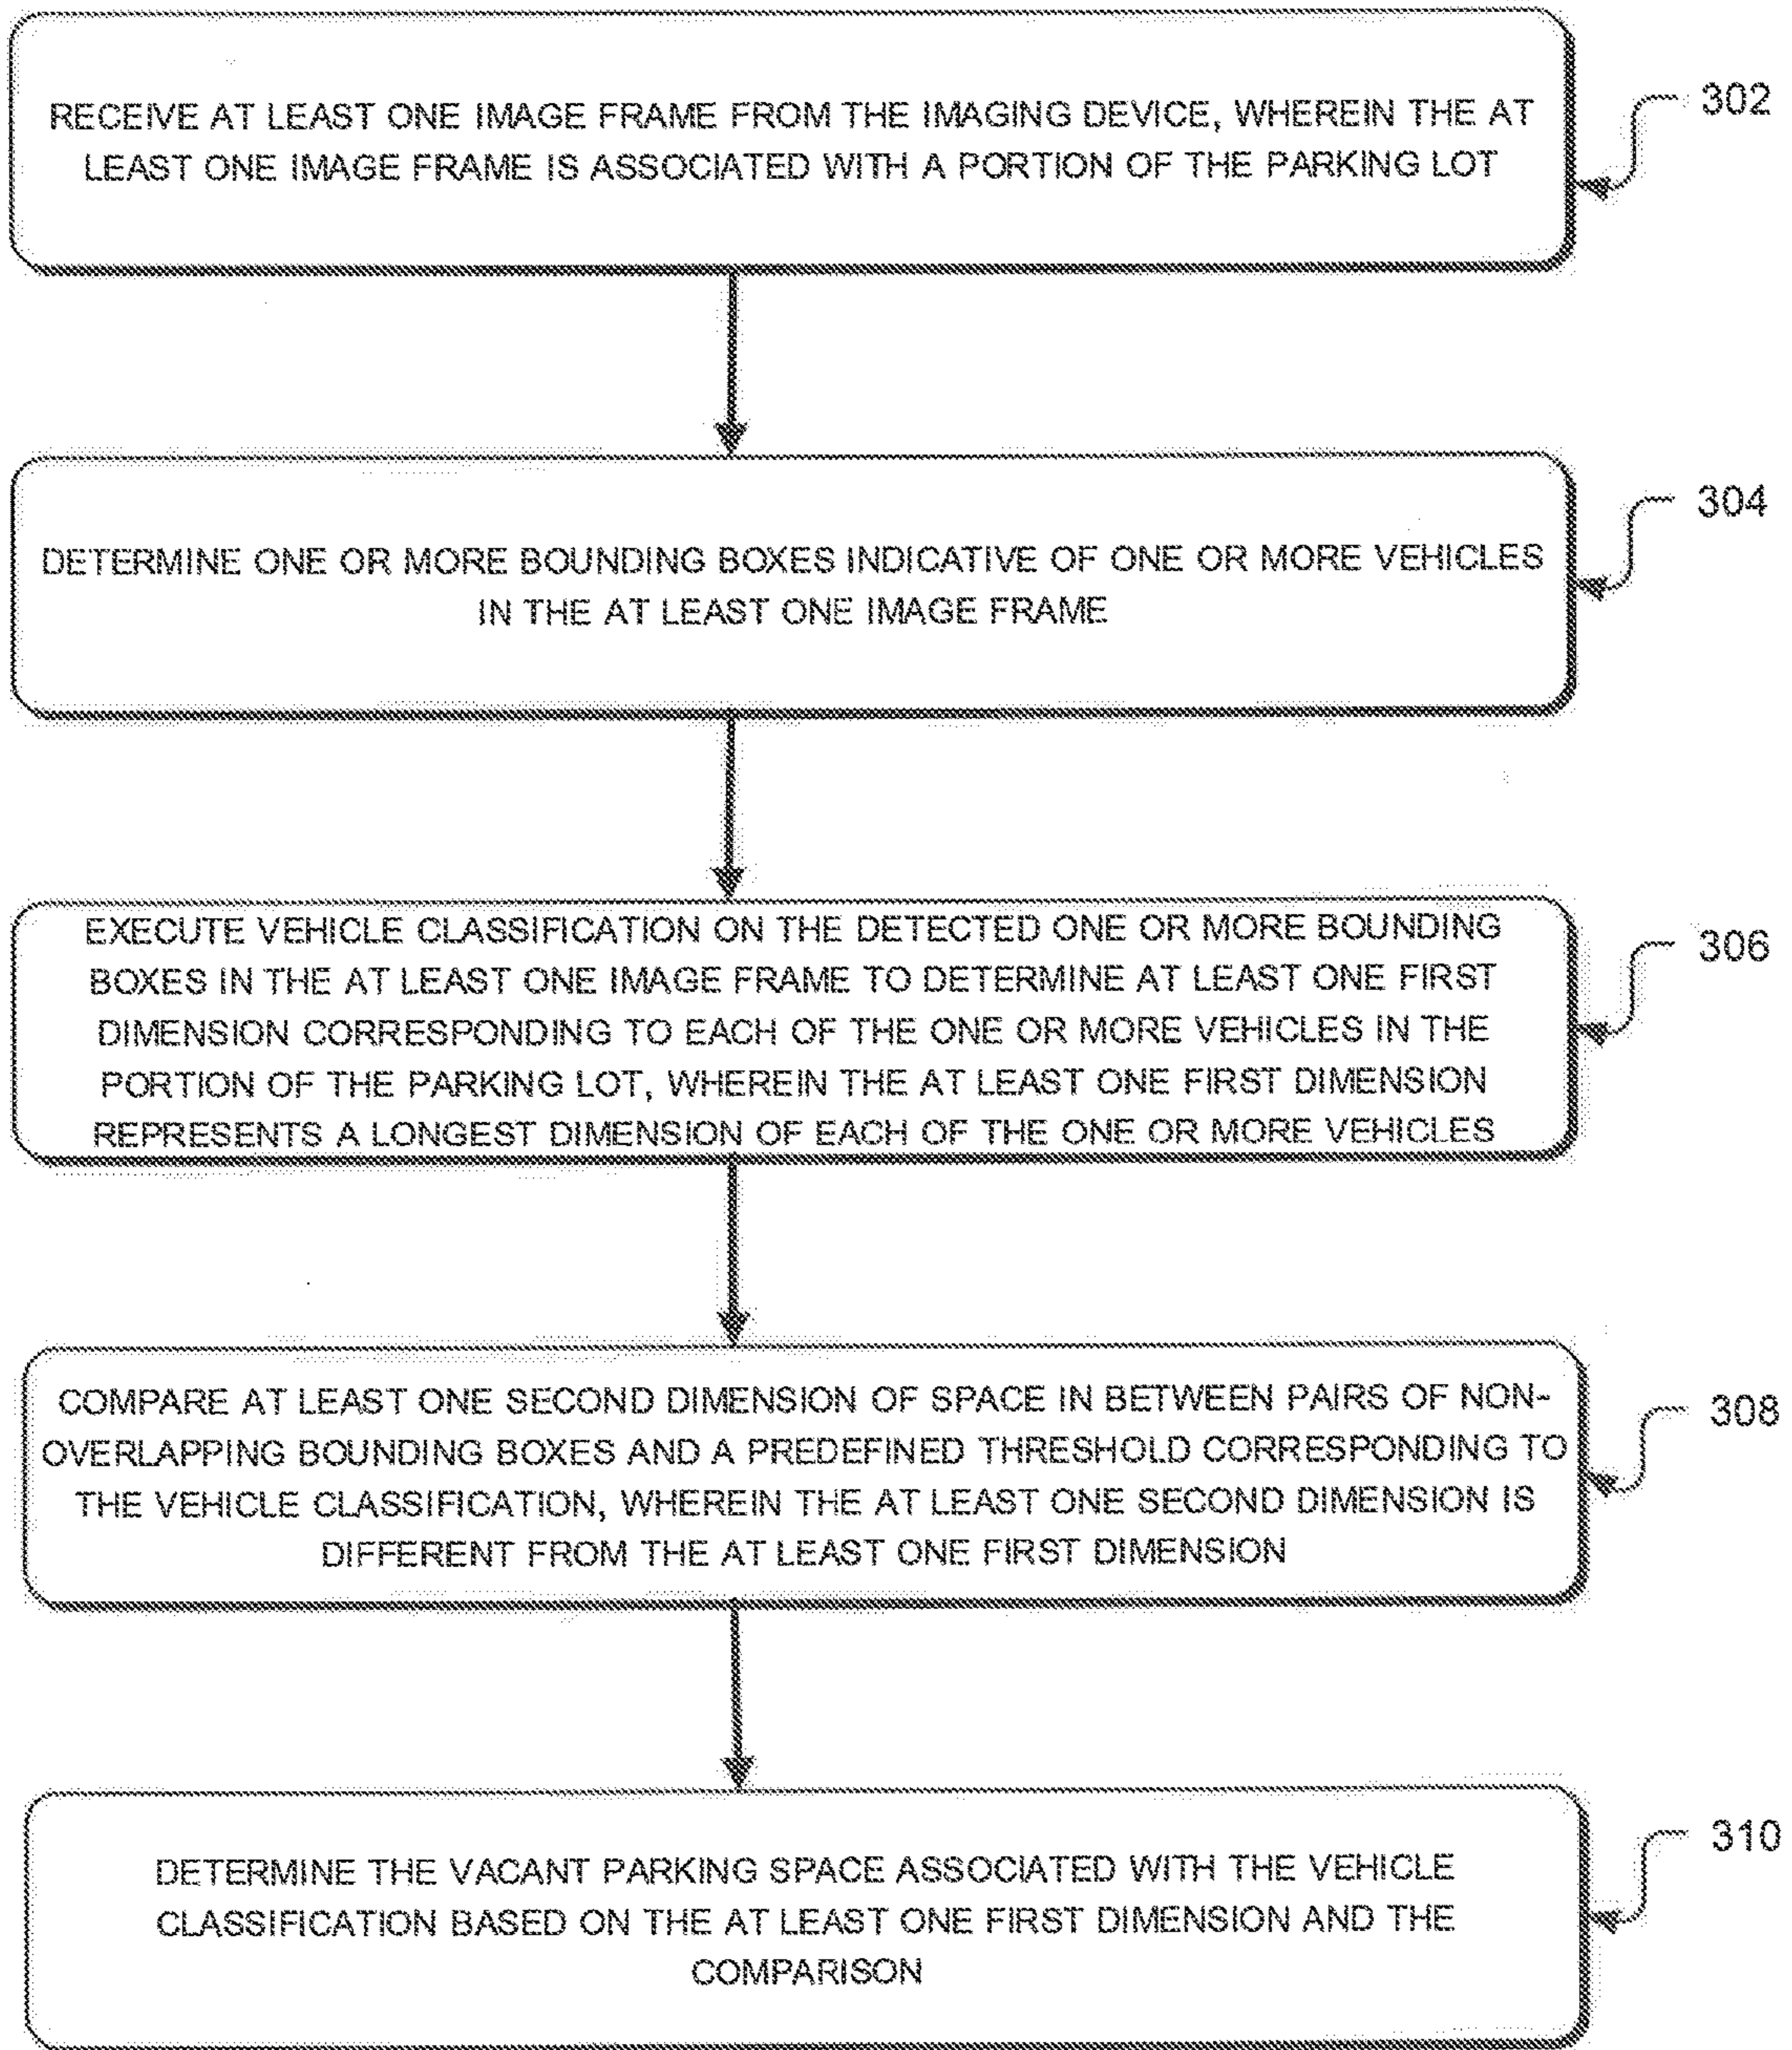 RECEIVE AT LEAST ONE IMAGE FRAME FROM THE IMAGING DEVICE, WHEREIN THE AT
LEAST ONE IMAGE FRAME IS ASSOCIATED WITH A PORTION OF THE PARKING LOT
302
DETERMINE ONE OR MORE BOUNDING BOXES INDICATIVE OF ONE OR MORE VEHICLES
IN THE AT LEAST ONE IMAGE FRAME
304
EXECUTE VEHICLE CLASSIFICATION ON THE DETECTED ONE OR MORE BOUNDING
BOXES IN THE AT LEAST ONE IMAGE FRAME TO DETERMINE AT LEAST ONE FIRST
DIMENSION CORRESPONDING TO EACH OF THE ONE OR MORE VEHICLES IN THE
PORTION OF THE PARKING LOT, WHEREIN THE AT LEAST ONE FIRST DIMENSION
REPRESENTS A LONGEST DIMENSION OF EACH OF THE ONE OR MORE VEHICLES
306
COMPARE AT LEAST ONE SECOND DIMENSION OF SPACE IN BETWEEN PAIRS OF NON-
OVERLAPPING BOUNDING BOXES AND A PREDEFINED THRESHOLD CORRESPONDING TO
THE VEHICLE CLASSIFICATION, WHEREIN THE AT LEAST ONE SECOND DIMENSION IS
DIFFERENT FROM THE AT LEAST ONE FIRST DIMENSION
308
DETERMINE THE VACANT PARKING SPACE ASSOCIATED WITH THE VEHICLE
CLASSIFICATION BASED ON THE AT LEAST ONE FIRST DIMENSION AND THE
COMPARISON
310